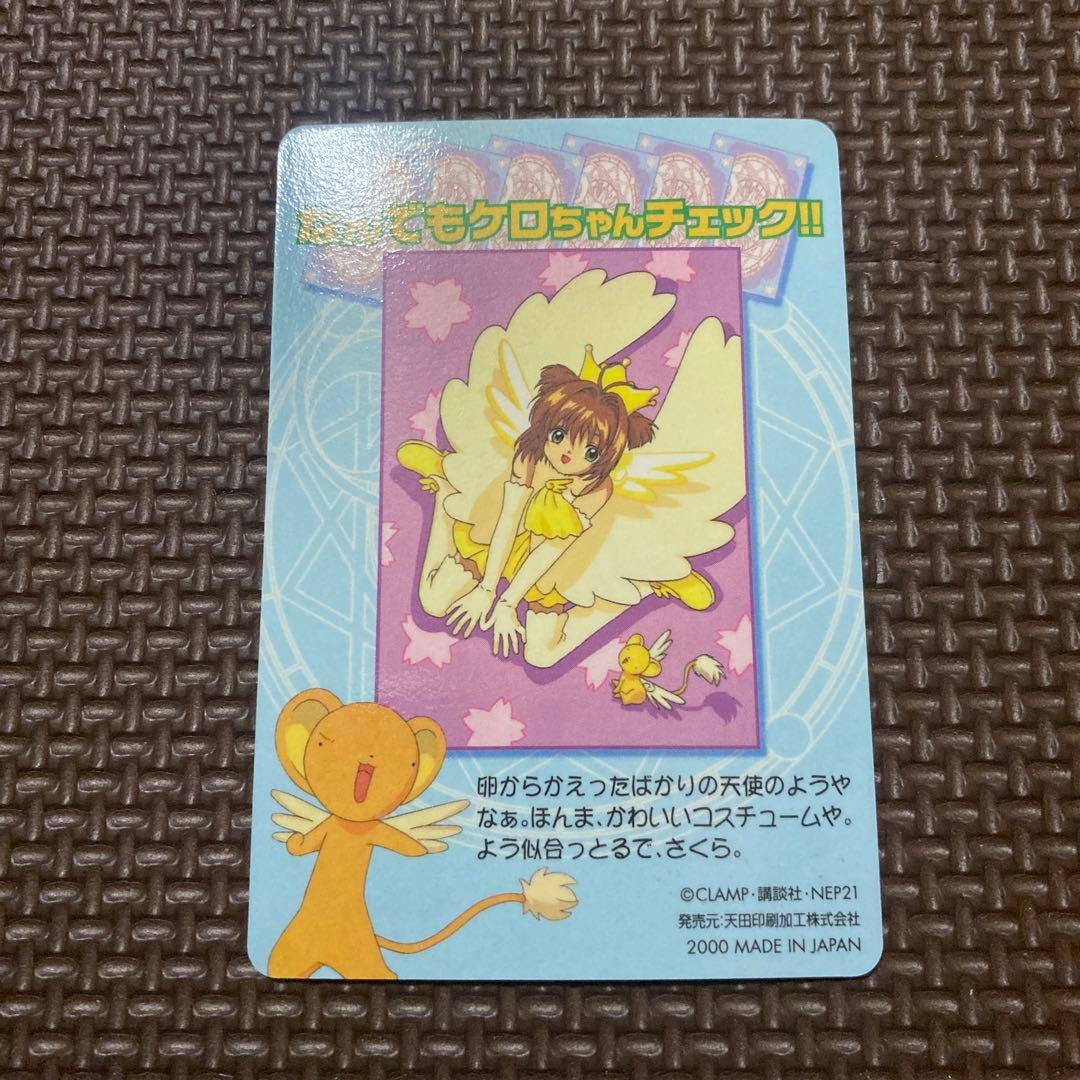 なんでもケロちゃんチェック!!
卵からかえったばかりの天使のようや
なぁ。ほんま、かわいいコスチュームや。
よう似合っとるで、さくら。
©CLAMP・講談社・NEP21
発売元:天田印刷加工株式会社
2000 MADE IN JAPAN